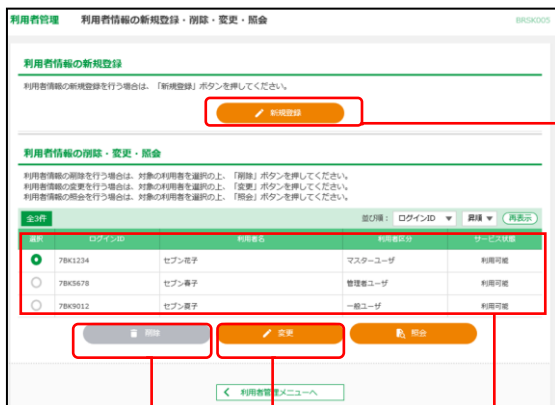 利用者管理 利用者情報の新規登録・削除・変更・照会 BRSK005
利用者情報の新規登録
利用者情報の新規登録を行う場合は、「新規登録」ボタンを押してください。
新規登録
利用者情報の削除・変更・照会
利用者情報の削除を行う場合は、対象の利用者を選択の上、「削除」ボタンを押してください。
利用者情報の変更を行う場合は、対象の利用者を選択の上、「変更」ボタンを押してください。
利用者情報の照会を行う場合は、対象の利用者を選択の上、「照会」ボタンを押してください。
全3件 並び順： ログインID ▼ 昇順 ▼ 再表示
選択 ログインID 利用者名 利用者区分 サービス状態
7BK1234 セブン花子 マスターユーザ 利用可能
7BK5678 セブン春子 管理者ユーザ 利用可能
7BK9012 セブン夏子 一般ユーザ 利用可能
削除 変更 照会
利用者管理メニューへ